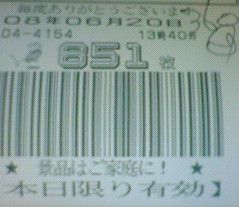 毎度ありがとうございます
08年06月20日
04-4154 13時40分
851枚
★ 景品はご家庭に! ★
本日限り有効】